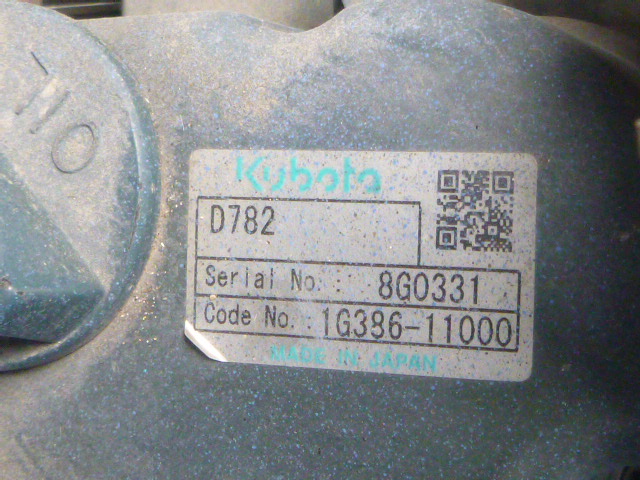 OIL
Kubota
D782
Serial No. : 8G0331
Code No. : 1G386-11000
MADE IN JAPAN